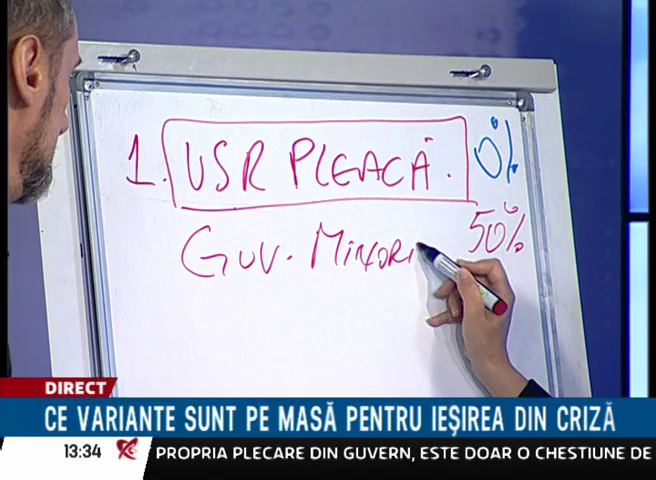 1. USR PLEACĂ. 0%
GUV. MINORI 50%
DIRECT
CE VARIANTE SUNT PE MASĂ PENTRU IEȘIREA DIN CRIZĂ
13:34 PROPRIA PLECARE DIN GUVERN, ESTE DOAR O CHESTIUNE DE